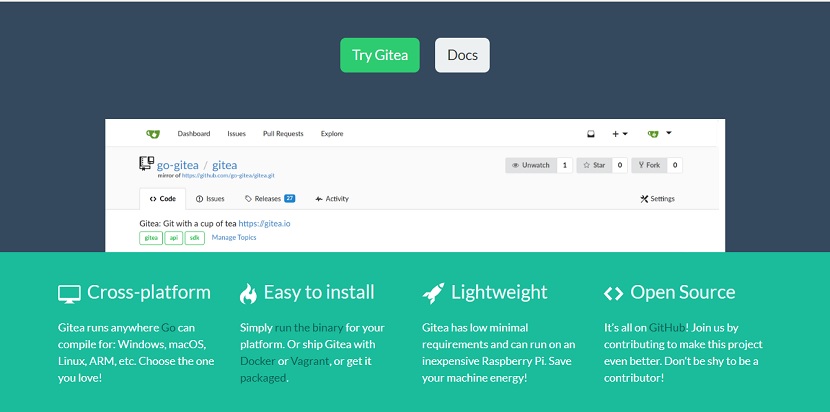 Try Gitea Docs
Dashboard Issues Pull Requests Explore
go-gitea / gitea Unwatch 1 Star 0 Fork 0
mirror of https://github.com/go-gitea/gitea.git
Code Issues Releases 27 Activity Settings
Gitea: Git with a cup of tea https://gitea.io
gitea api sdk Manage Topics
Cross-platform
Gitea runs anywhere Go can
compile for: Windows, macOS,
Linux, ARM, etc. Choose the one
you love!
Easy to install
Simply run the binary for your
platform. Or ship Gitea with
Docker or Vagrant, or get it
packaged.
Lightweight
Gitea has low minimal
requirements and can run on an
inexpensive Raspberry Pi. Save
your machine energy!
Open Source
It's all on GitHub! Join us by
contributing to make this project
even better. Don't be shy to be a
contributor!